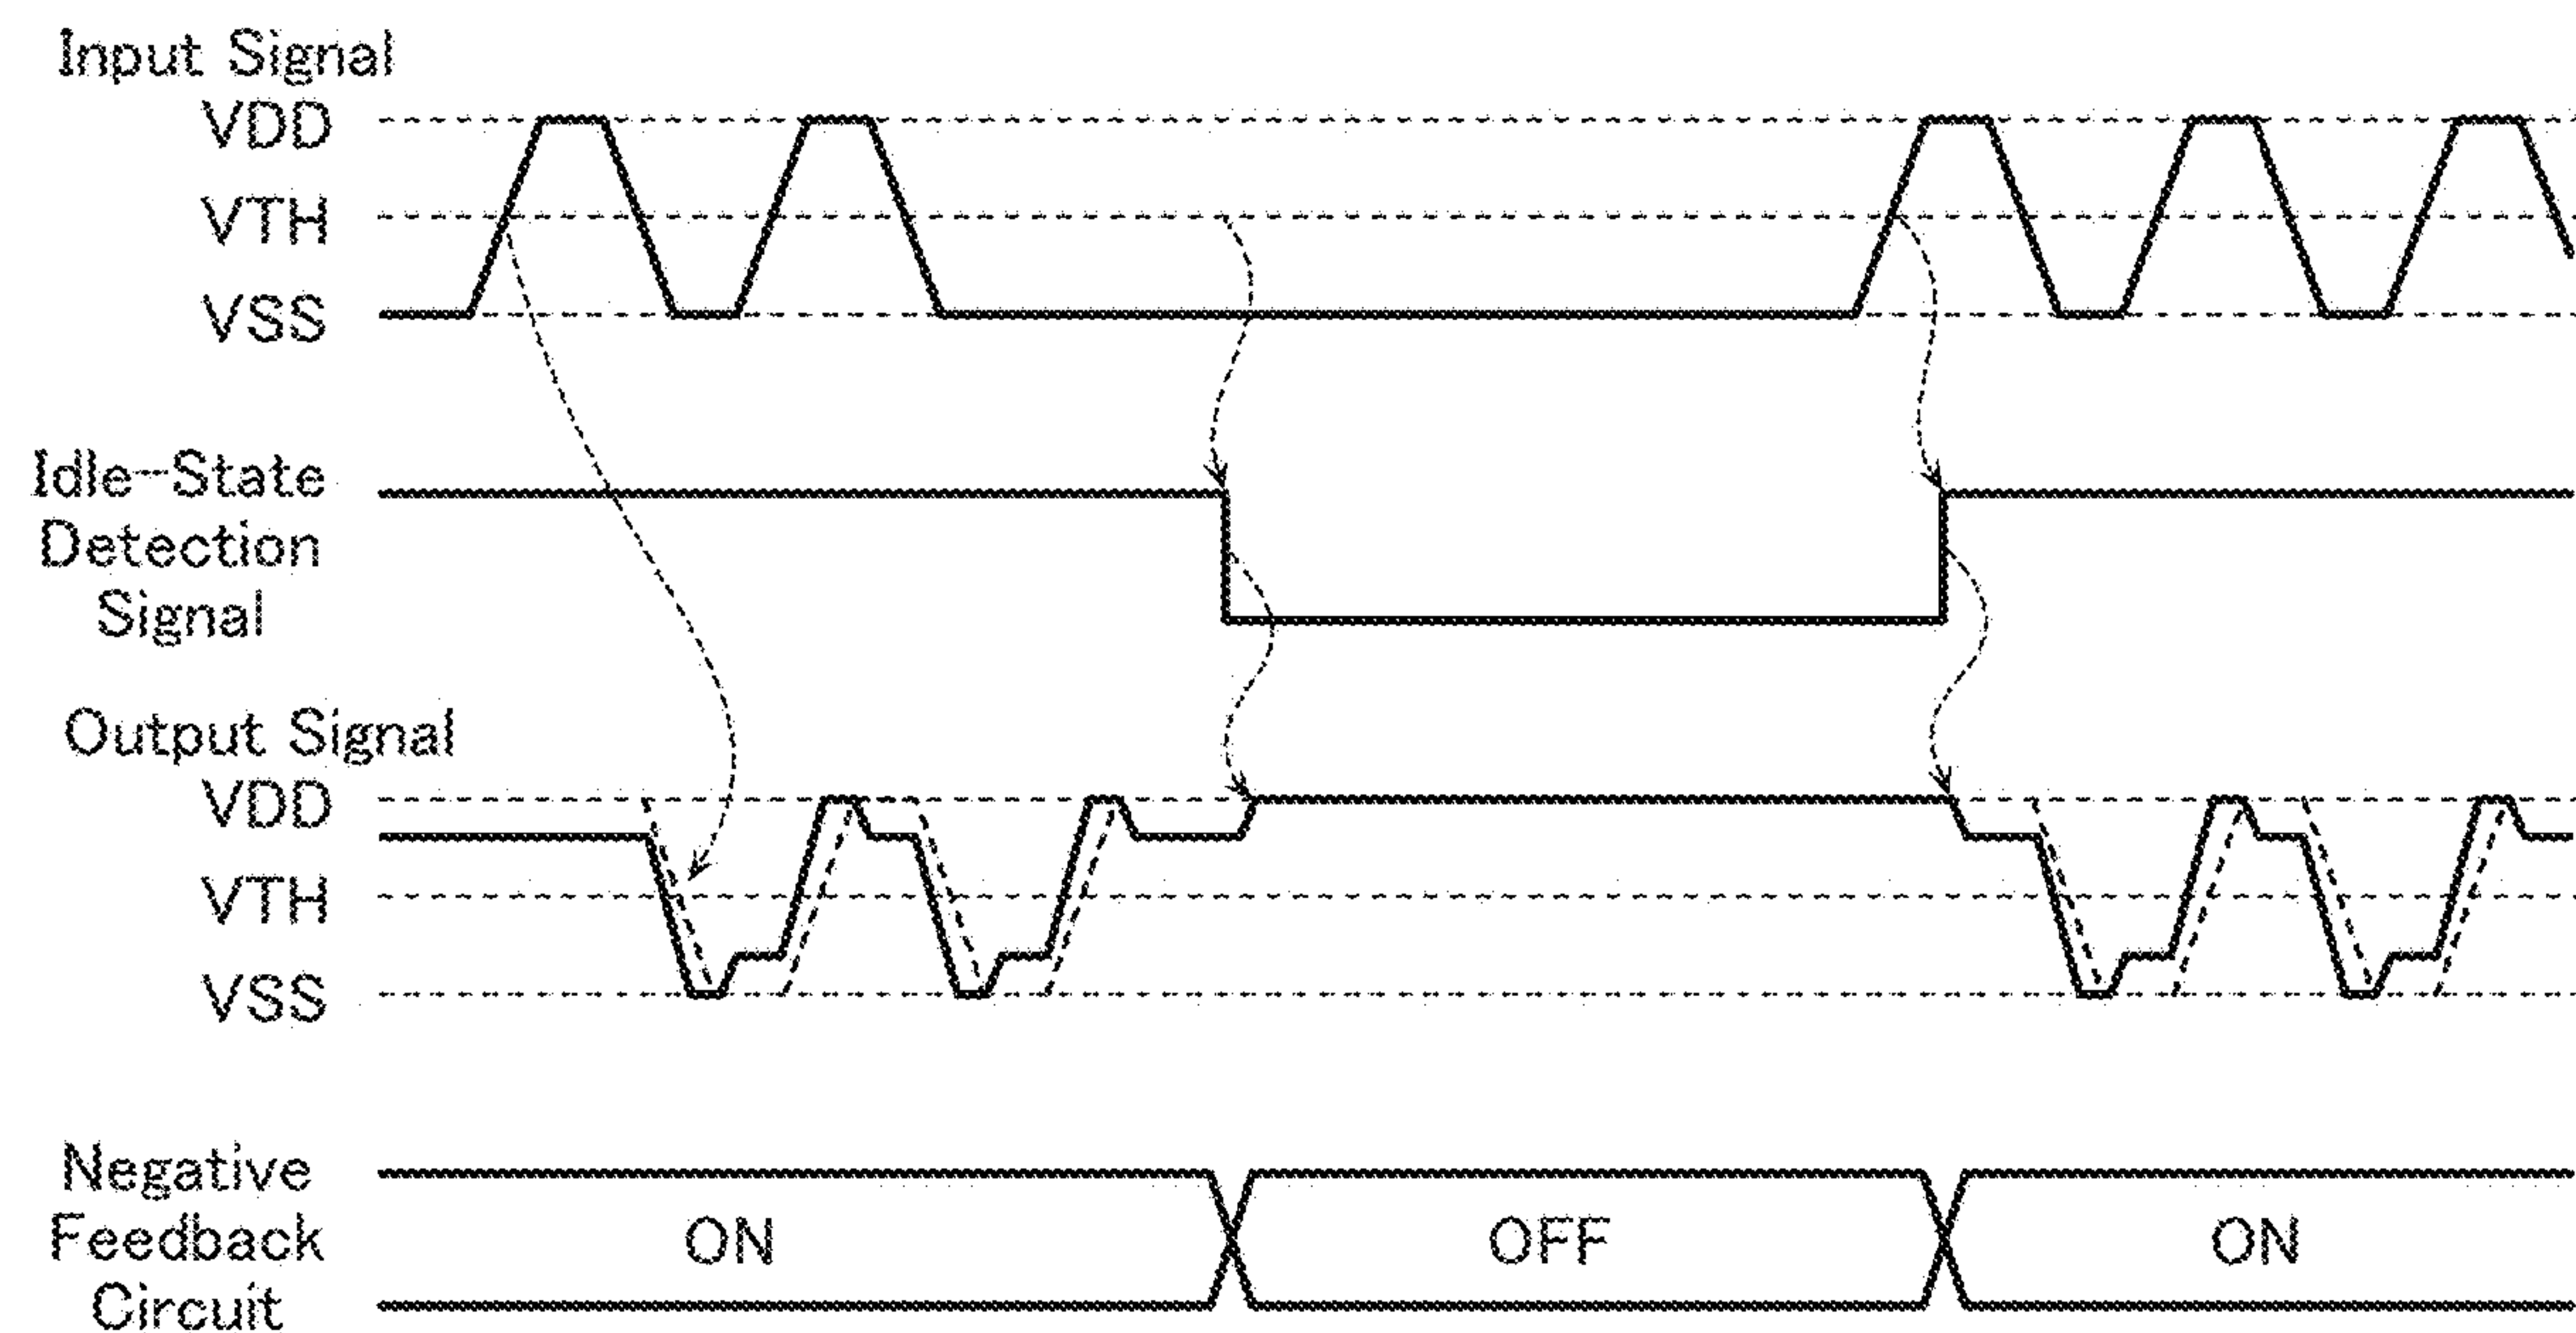 Input Signal
VDD
VTH
VSS
Idle-State
Detection
Signal
Output Signal
VDD
VTH
VSS
Negative
Feedback
Circuit
ON
OFF
ON